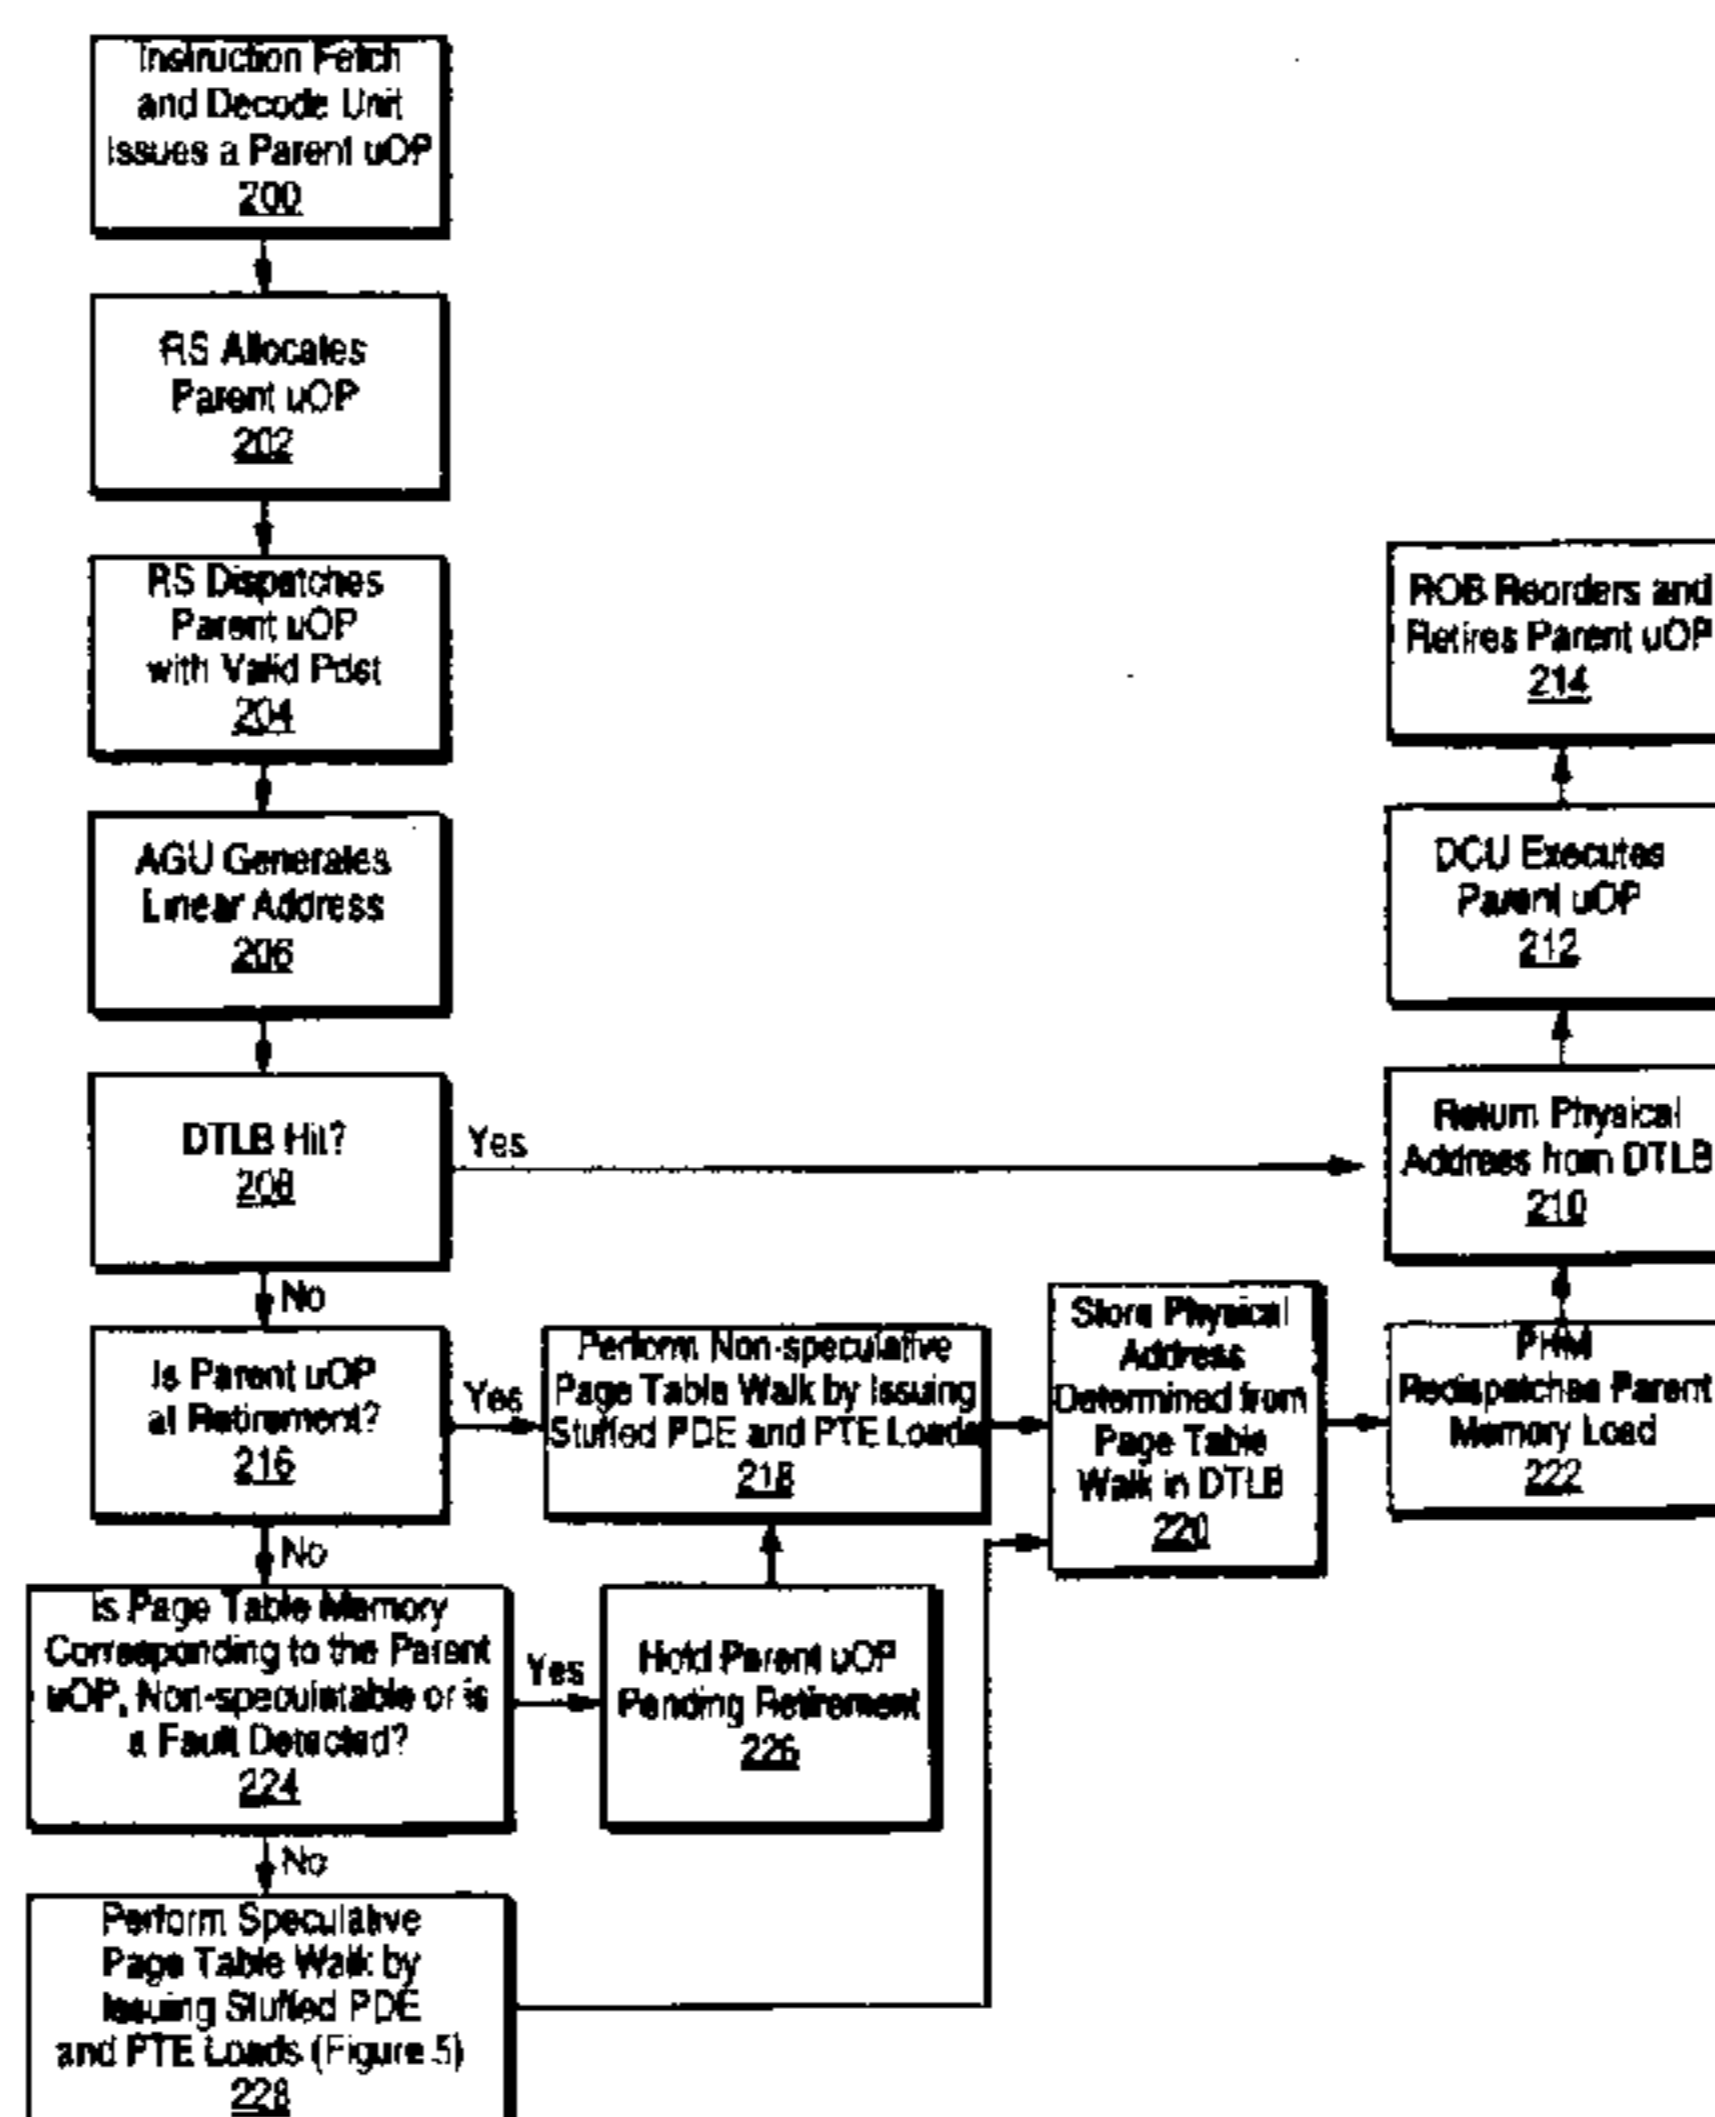 Instruction Fetch
and Decode Unit
Issues a Parent uOP
200
RS Allocates
Parent uOP
202
RS Dispatches
Parent uOP
with Valid Pdst
204
AGU Generates
Linear Address
206
DTLB Hit?
208
Yes
No
Is Parent uOP
at Retirement?
216
Yes
No
Is Page Table Memory
Corresponding to the Parent
uOP, Non-speculatable or is
a Fault Detected?
224
Yes
No
Perform Speculative
Page Table Walk by
Issuing Stuffed PDE
and PTE Loads (Figure 5)
228
Perform Non-speculative
Page Table Walk by Issuing
Stuffed PDE and PTE Loads
218
Hold Parent uOP
Pending Retirement
226
Store Physical
Address
Determined from
Page Table
Walk in DTLB
220
ROB Reorders and
Retires Parent uOP
214
DCU Executes
Parent uOP
212
Return Physical
Address from DTLB
210
PHM
Redispatches Parent
Memory Load
222